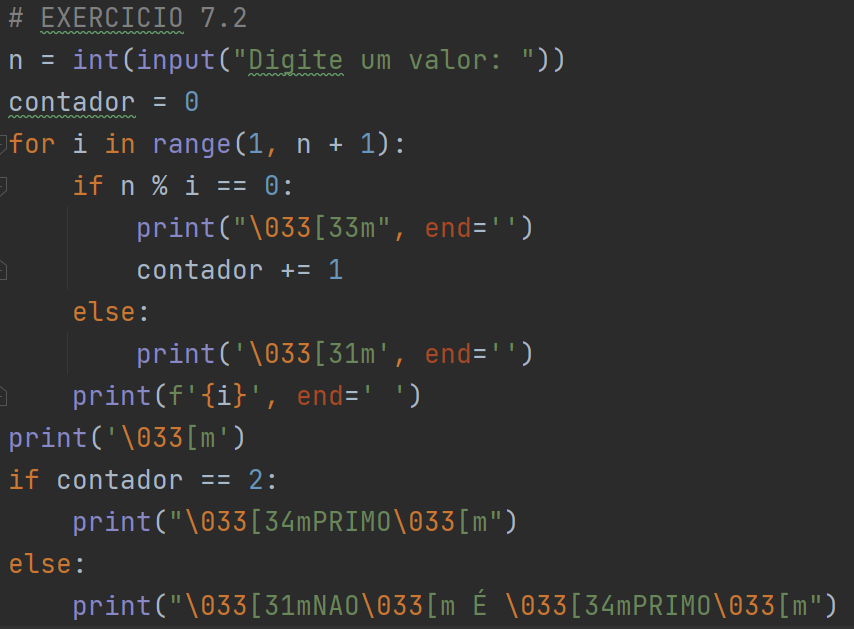 # EXERCICIO 7.2
n = int(input("Digite um valor: "))
contador = 0
for i in range(1, n + 1):
    if n % i == 0:
        print("\033[33m", end='')
        contador += 1
    else:
        print('\033[31m', end='')
    print(f'{i}', end=' ')
print('\033[m')
if contador == 2:
    print("\033[34mPRIMO\033[m")
else:
    print("\033[31mNAO\033[m É \033[34mPRIMO\033[m")